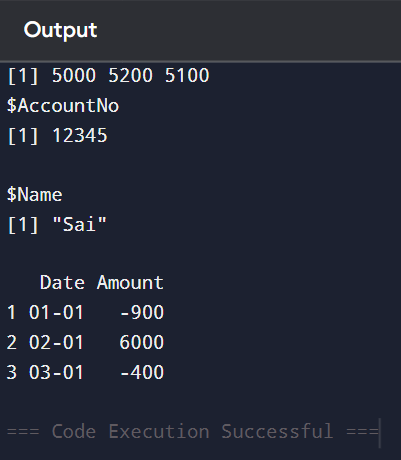 Output
[1] 5000 5200 5100
$AccountNo
[1] 12345
$Name
[1] "Sai"
Date Amount
1 01-01 -900
2 02-01 6000
3 03-01 -400
=== Code Execution Successful ===